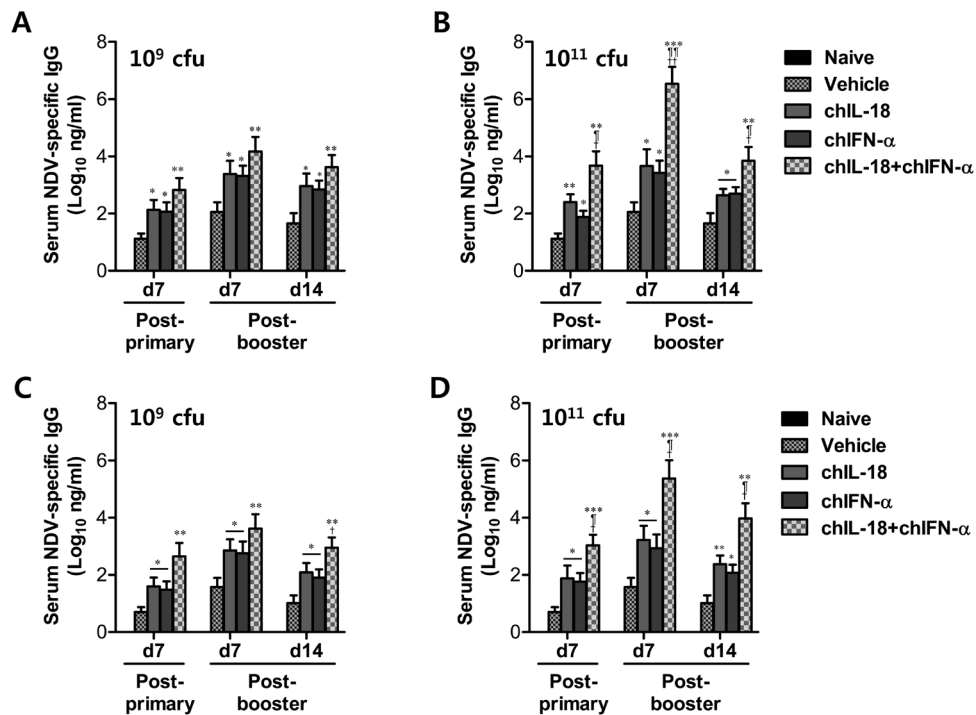 A
10⁹ cfu
Serum NDV-specific IgG
(Log₁₀ ng/ml)
8
6
4
2
0
* * **
* * **
* * **
d7 d7 d14
Post-
primary
Post-
booster
B
10¹¹ cfu
Serum NDV-specific IgG
(Log₁₀ ng/ml)
8
6
4
2
0
** * ** ¶ †
* * *** ¶¶ ††
* ** ¶ †
d7 d7 d14
Post-
primary
Post-
booster
Naive
Vehicle
chIL-18
chIFN-α
chIL-18+chIFN-α
C
10⁹ cfu
Serum NDV-specific IgG
(Log₁₀ ng/ml)
8
6
4
2
0
* **
* **
* ** †
d7 d7 d14
Post-
primary
Post-
booster
D
10¹¹ cfu
Serum NDV-specific IgG
(Log₁₀ ng/ml)
8
6
4
2
0
* *** ¶ †
* *** ¶ †
** * ** ¶ †
d7 d7 d14
Post-
primary
Post-
booster
Naive
Vehicle
chIL-18
chIFN-α
chIL-18+chIFN-α